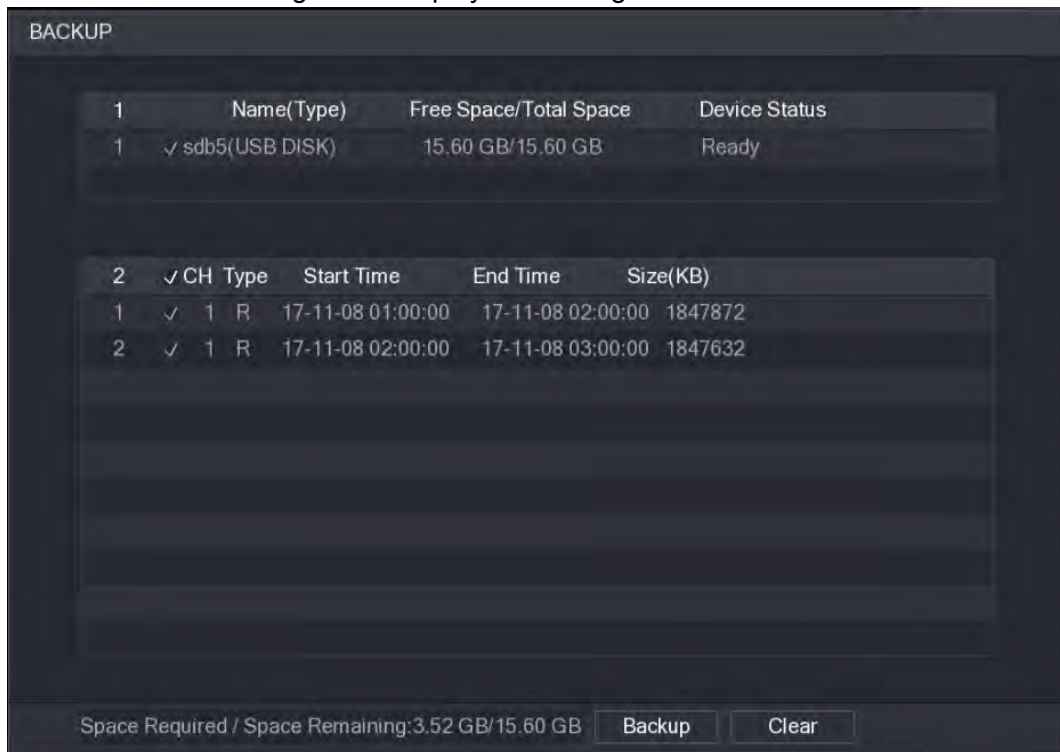 BACKUP
1 Name(Type) Free Space/Total Space Device Status
1 ✓ sdb5(USB DISK) 15.60 GB/15.60 GB Ready
2 ✓ CH Type Start Time End Time Size(KB)
1 ✓ 1 R 17-11-08 01:00:00 17-11-08 02:00:00 1847872
2 ✓ 1 R 17-11-08 02:00:00 17-11-08 03:00:00 1847632
Space Required / Space Remaining:3.52 GB/15.60 GB Backup Clear